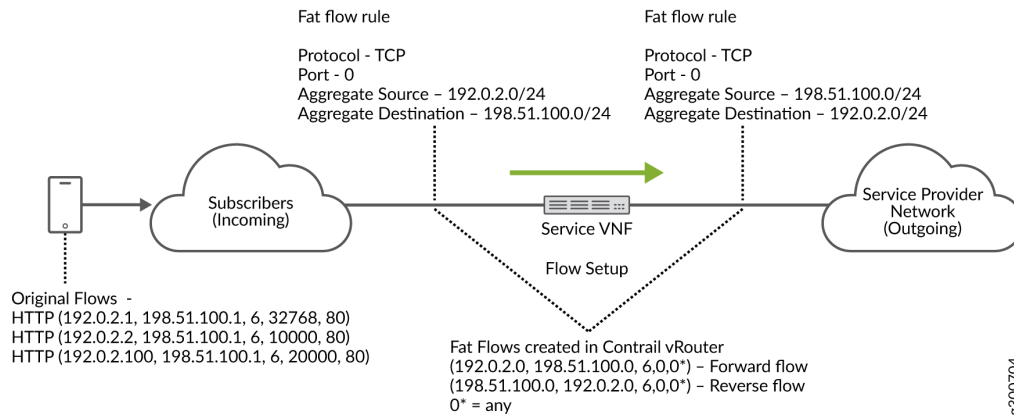 Fat flow rule
Protocol - TCP
Port - 0
Aggregate Source – 192.0.2.0/24
Aggregate Destination – 198.51.100.0/24
Fat flow rule
Protocol - TCP
Port - 0
Aggregate Source – 198.51.100.0/24
Aggregate Destination – 192.0.2.0/24
Subscribers
(Incoming)
Service VNF
Flow Setup
Service Provider
Network
(Outgoing)
Original Flows -
HTTP (192.0.2.1, 198.51.100.1, 6, 32768, 80)
HTTP (192.0.2.2, 198.51.100.1, 6, 10000, 80)
HTTP (192.0.2.100, 198.51.100.1, 6, 20000, 80)
Fat Flows created in Contrail vRouter
(192.0.2.0, 198.51.100.0, 6,0,0*) – Forward flow
(198.51.100.0, 192.0.2.0, 6,0,0*) – Reverse flow
0* = any